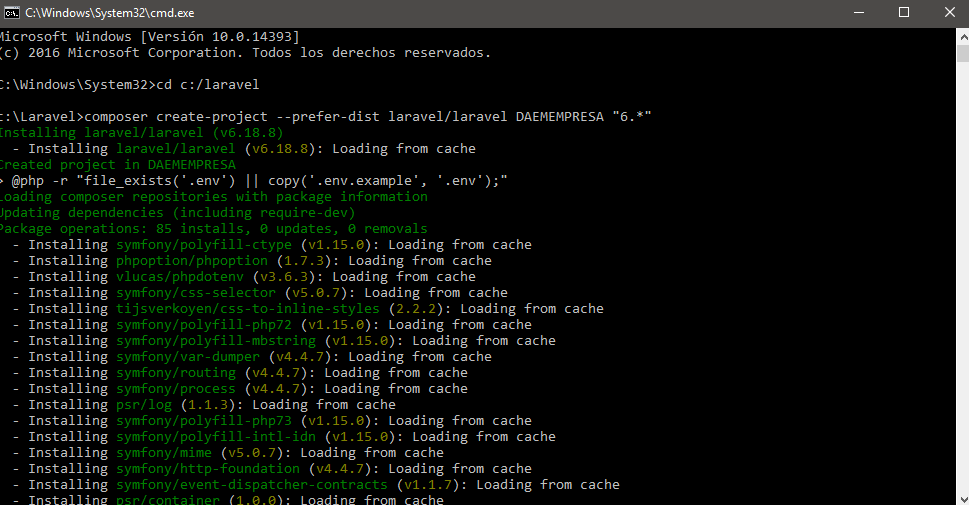 C:\Windows\System32\cmd.exe
Microsoft Windows [Versión 10.0.14393]
(c) 2016 Microsoft Corporation. Todos los derechos reservados.
C:\Windows\System32>cd c:/laravel
c:\Laravel>composer create-project --prefer-dist laravel/laravel DAEMEMPRESA "6.*"
Installing laravel/laravel (v6.18.8)
- Installing laravel/laravel (v6.18.8): Loading from cache
Created project in DAEMEMPRESA
> @php -r "file_exists('.env') || copy('.env.example', '.env');"
Loading composer repositories with package information
Updating dependencies (including require-dev)
Package operations: 85 installs, 0 updates, 0 removals
- Installing symfony/polyfill-ctype (v1.15.0): Loading from cache
- Installing phpoption/phpoption (1.7.3): Loading from cache
- Installing vlucas/phpdotenv (v3.6.3): Loading from cache
- Installing symfony/css-selector (v5.0.7): Loading from cache
- Installing tijsverkoyen/css-to-inline-styles (2.2.2): Loading from cache
- Installing symfony/polyfill-php72 (v1.15.0): Loading from cache
- Installing symfony/polyfill-mbstring (v1.15.0): Loading from cache
- Installing symfony/var-dumper (v4.4.7): Loading from cache
- Installing symfony/routing (v4.4.7): Loading from cache
- Installing symfony/process (v4.4.7): Loading from cache
- Installing psr/log (1.1.3): Loading from cache
- Installing symfony/polyfill-php73 (v1.15.0): Loading from cache
- Installing symfony/polyfill-intl-idn (v1.15.0): Loading from cache
- Installing symfony/mime (v5.0.7): Loading from cache
- Installing symfony/http-foundation (v4.4.7): Loading from cache
- Installing symfony/event-dispatcher-contracts (v1.1.7): Loading from cache
- Installing psr/container (1.0.0): Loading from cache